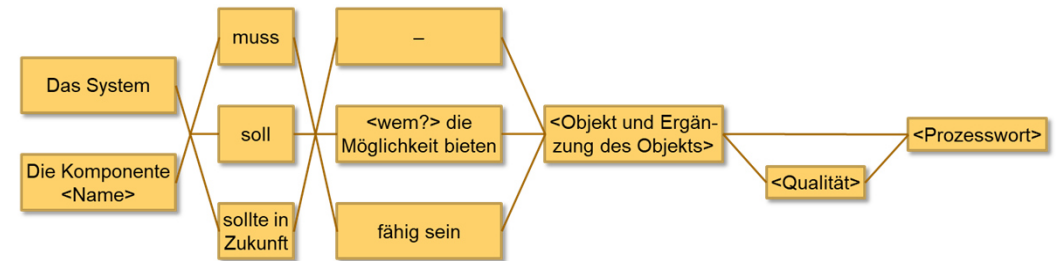 Das System
Die Komponente
<Name>
muss
soll
sollte in
Zukunft
–
<wem?> die
Möglichkeit bieten
fähig sein
<Objekt und Ergän-
zung des Objekts>
<Qualität>
<Prozesswort>